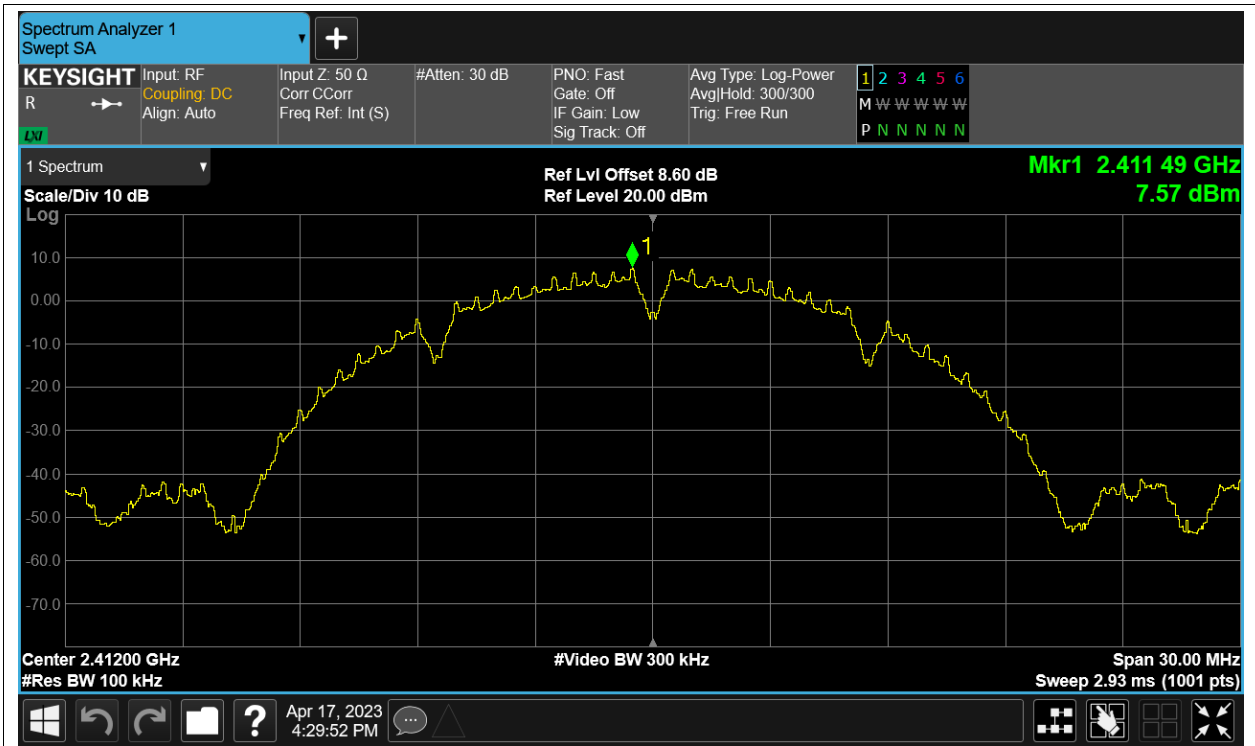 Spectrum Analyzer 1
Swept SA
KEYSIGHT
R
LXI
Input: RF
Coupling: DC
Align: Auto
Input Z: 50 Ω
Corr CCorr
Freq Ref: Int (S)
#Atten: 30 dB
PNO: Fast
Gate: Off
IF Gain: Low
Sig Track: Off
Avg Type: Log-Power
Avg|Hold: 300/300
Trig: Free Run
1 2 3 4 5 6
M W W W W W
P N N N N N
1 Spectrum
Scale/Div 10 dB
Log
Ref Lvl Offset 8.60 dB
Ref Level 20.00 dBm
Mkr1 2.411 49 GHz
7.57 dBm
1
10.0
0.00
-10.0
-20.0
-30.0
-40.0
-50.0
-60.0
-70.0
Center 2.41200 GHz
#Res BW 100 kHz
#Video BW 300 kHz
Span 30.00 MHz
Sweep 2.93 ms (1001 pts)
?
Apr 17, 2023
4:29:52 PM